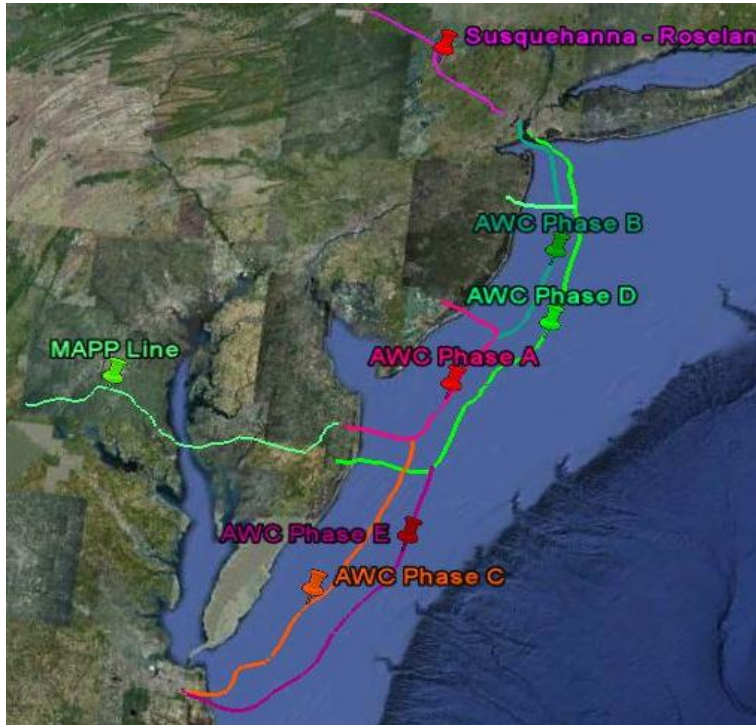 Susquehanna - Roselan
AWC Phase B
AWC Phase D
MAPP Line
AWC Phase A
AWC Phase E
AWC Phase C